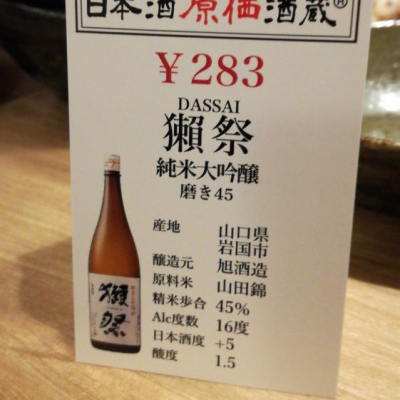 日本酒原価酒蔵®
￥283
DASSAI
獺祭
純米大吟醸
磨き45
産地 山口県
岩国市
醸造元 旭酒造
原料米 山田錦
精米歩合 45%
Alc度数 16度
日本酒度 +5
酸度 1.5
獺祭